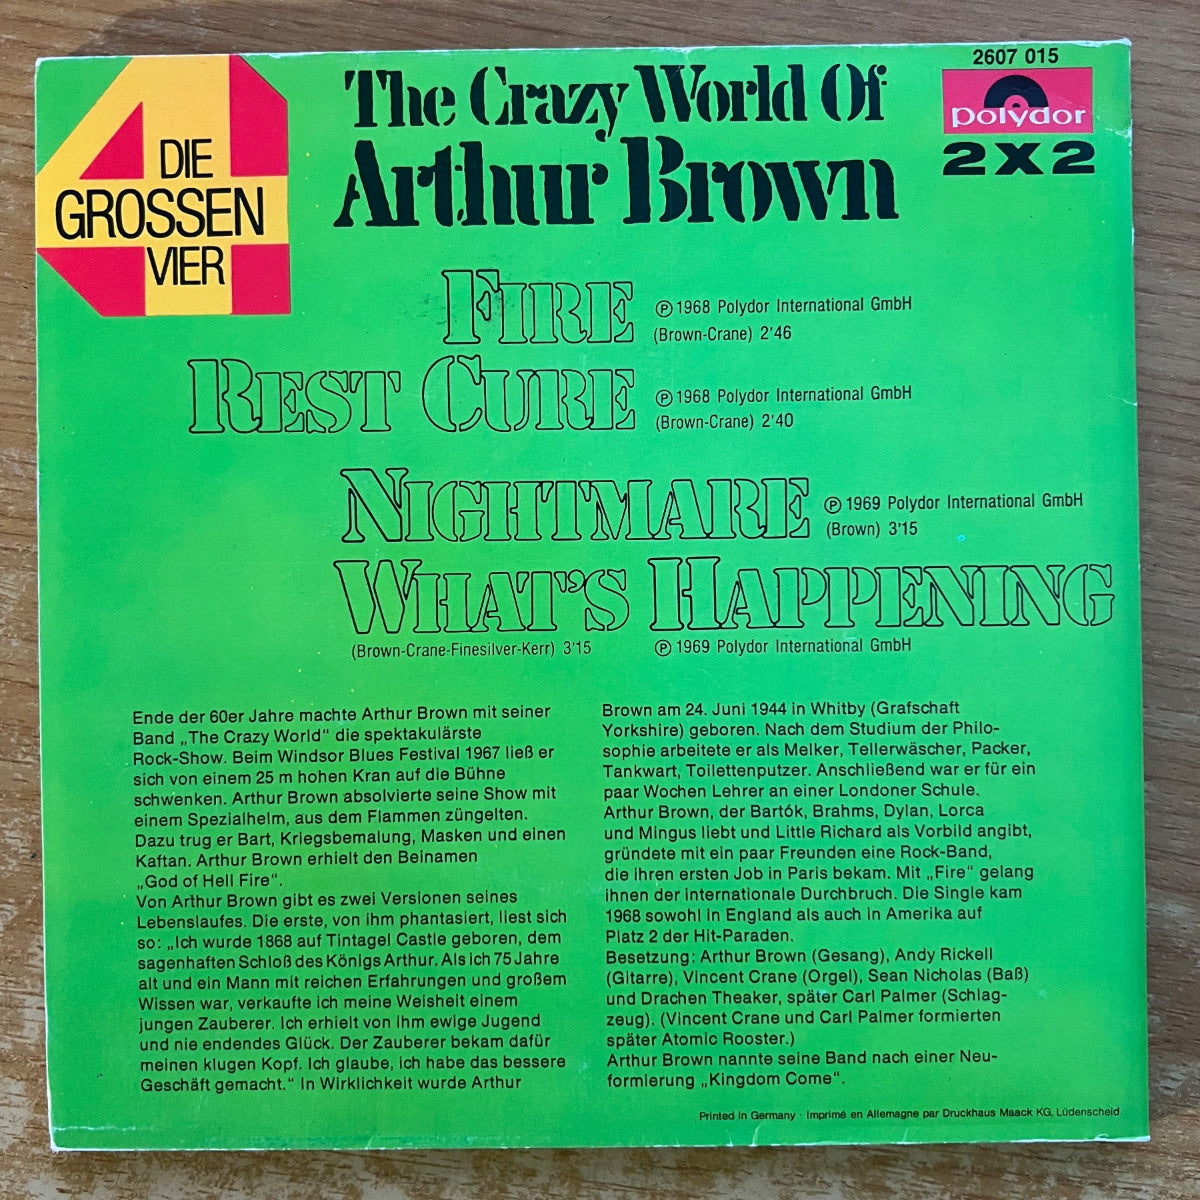 DIE
GROSSEN
VIER
The Crazy World Of
Arthur Brown
2607 015
polydor
2X2
FIRE
℗ 1968 Polydor International GmbH
(Brown-Crane) 2'46
REST CURE
℗ 1968 Polydor International GmbH
(Brown-Crane) 2'40
NIGHTMARE
℗ 1969 Polydor International GmbH
(Brown) 3'15
WHAT'S HAPPENING
(Brown-Crane-Finesilver-Kerr) 3'15
℗ 1969 Polydor International GmbH
Ende der 60er Jahre machte Arthur Brown mit seiner
Band „The Crazy World“ die spektakulärste
Rock-Show. Beim Windsor Blues Festival 1967 ließ er
sich von einem 25 m hohen Kran auf die Bühne
schwenken. Arthur Brown absolvierte seine Show mit
einem Spezialhelm, aus dem Flammen züngelten.
Dazu trug er Bart, Kriegsbemalung, Masken und einen
Kaftan. Arthur Brown erhielt den Beinamen
„God of Hell Fire“.
Von Arthur Brown gibt es zwei Versionen seines
Lebenslaufes. Die erste, von ihm phantasiert, liest sich
so: „Ich wurde 1868 auf Tintagel Castle geboren, dem
sagenhaften Schloß des Königs Arthur. Als ich 75 Jahre
alt und ein Mann mit reichen Erfahrungen und großem
Wissen war, verkaufte ich meine Weisheit einem
jungen Zauberer. Ich erhielt von ihm ewige Jugend
und nie endendes Glück. Der Zauberer bekam dafür
meinen klugen Kopf. Ich glaube, ich habe das bessere
Geschäft gemacht.“ In Wirklichkeit wurde Arthur
Brown am 24. Juni 1944 in Whitby (Grafschaft
Yorkshire) geboren. Nach dem Studium der Philo-
sophie arbeitete er als Melker, Tellerwäscher, Packer,
Tankwart, Toilettenputzer. Anschließend war er für ein
paar Wochen Lehrer an einer Londoner Schule.
Arthur Brown, der Bartók, Brahms, Dylan, Lorca
und Mingus liebt und Little Richard als Vorbild angibt,
gründete mit ein paar Freunden eine Rock-Band,
die ihren ersten Job in Paris bekam. Mit „Fire“ gelang
ihnen der internationale Durchbruch. Die Single kam
1968 sowohl in England als auch in Amerika auf
Platz 2 der Hit-Paraden.
Besetzung: Arthur Brown (Gesang), Andy Rickell
(Gitarre), Vincent Crane (Orgel), Sean Nicholas (Baß)
und Drachen Theaker, später Carl Palmer (Schlag-
zeug). (Vincent Crane und Carl Palmer formierten
später Atomic Rooster.)
Arthur Brown nannte seine Band nach einer Neu-
formierung „Kingdom Come“.
Printed in Germany · Imprimé en Allemagne par Druckhaus Maack KG, Lüdenscheid